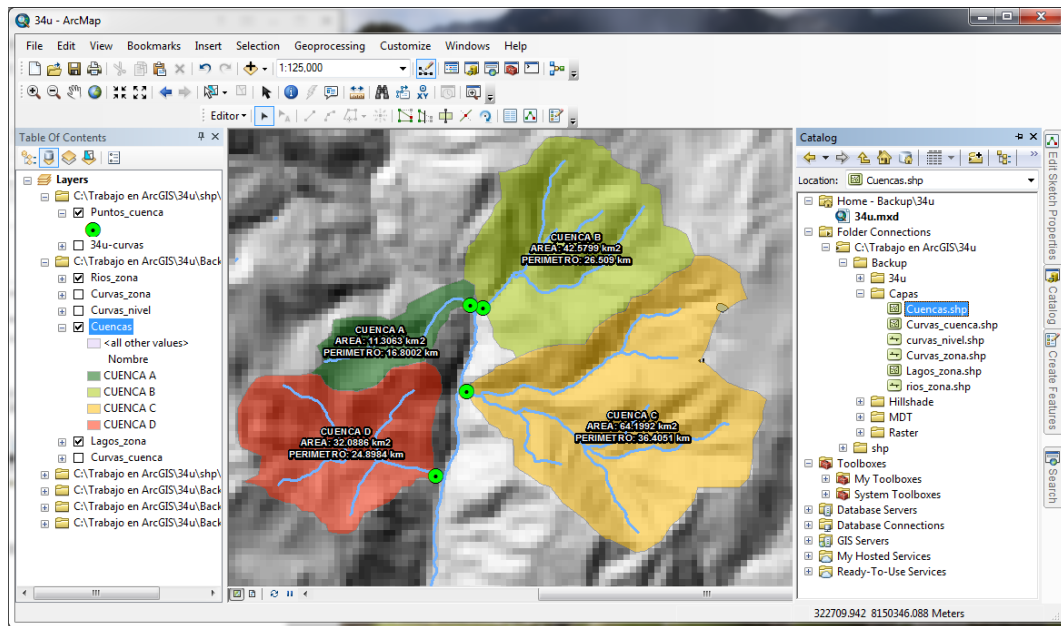 34u - ArcMap
File Edit View Bookmarks Insert Selection Geoprocessing Customize Windows Help
1:125,000
Editor
Table Of Contents
Layers
C:\Trabajo en ArcGIS\34u\shp\
Puntos_cuenca
34u-curvas
C:\Trabajo en ArcGIS\34u\Back
Rios_zona
Curvas_zona
Curvas_nivel
Cuencas
<all other values>
Nombre
CUENCA A
CUENCA B
CUENCA C
CUENCA D
Lagos_zona
Curvas_cuenca
C:\Trabajo en ArcGIS\34u\shp\
C:\Trabajo en ArcGIS\34u\Back
C:\Trabajo en ArcGIS\34u\Back
C:\Trabajo en ArcGIS\34u\Back
CUENCA B
AREA: 42.5799 km2
PERIMETRO: 26.509 km
CUENCA A
AREA: 11.3063 km2
PERIMETRO: 16.8002 km
CUENCA C
AREA: 64.1992 km2
PERIMETRO: 36.4051 km
CUENCA D
AREA: 32.0886 km2
PERIMETRO: 24.8984 km
Catalog
Location: Cuencas.shp
Home - Backup\34u
34u.mxd
Folder Connections
C:\Trabajo en ArcGIS\34u
Backup
34u
Capas
Cuencas.shp
Curvas_cuenca.shp
curvas_nivel.shp
Curvas_zona.shp
Lagos_zona.shp
rios_zona.shp
Hillshade
MDT
Raster
shp
Toolboxes
My Toolboxes
System Toolboxes
Database Servers
Database Connections
GIS Servers
My Hosted Services
Ready-To-Use Services
Edit Sketch Properties
Catalog
Create Features
Search
322709.942 8150346.088 Meters